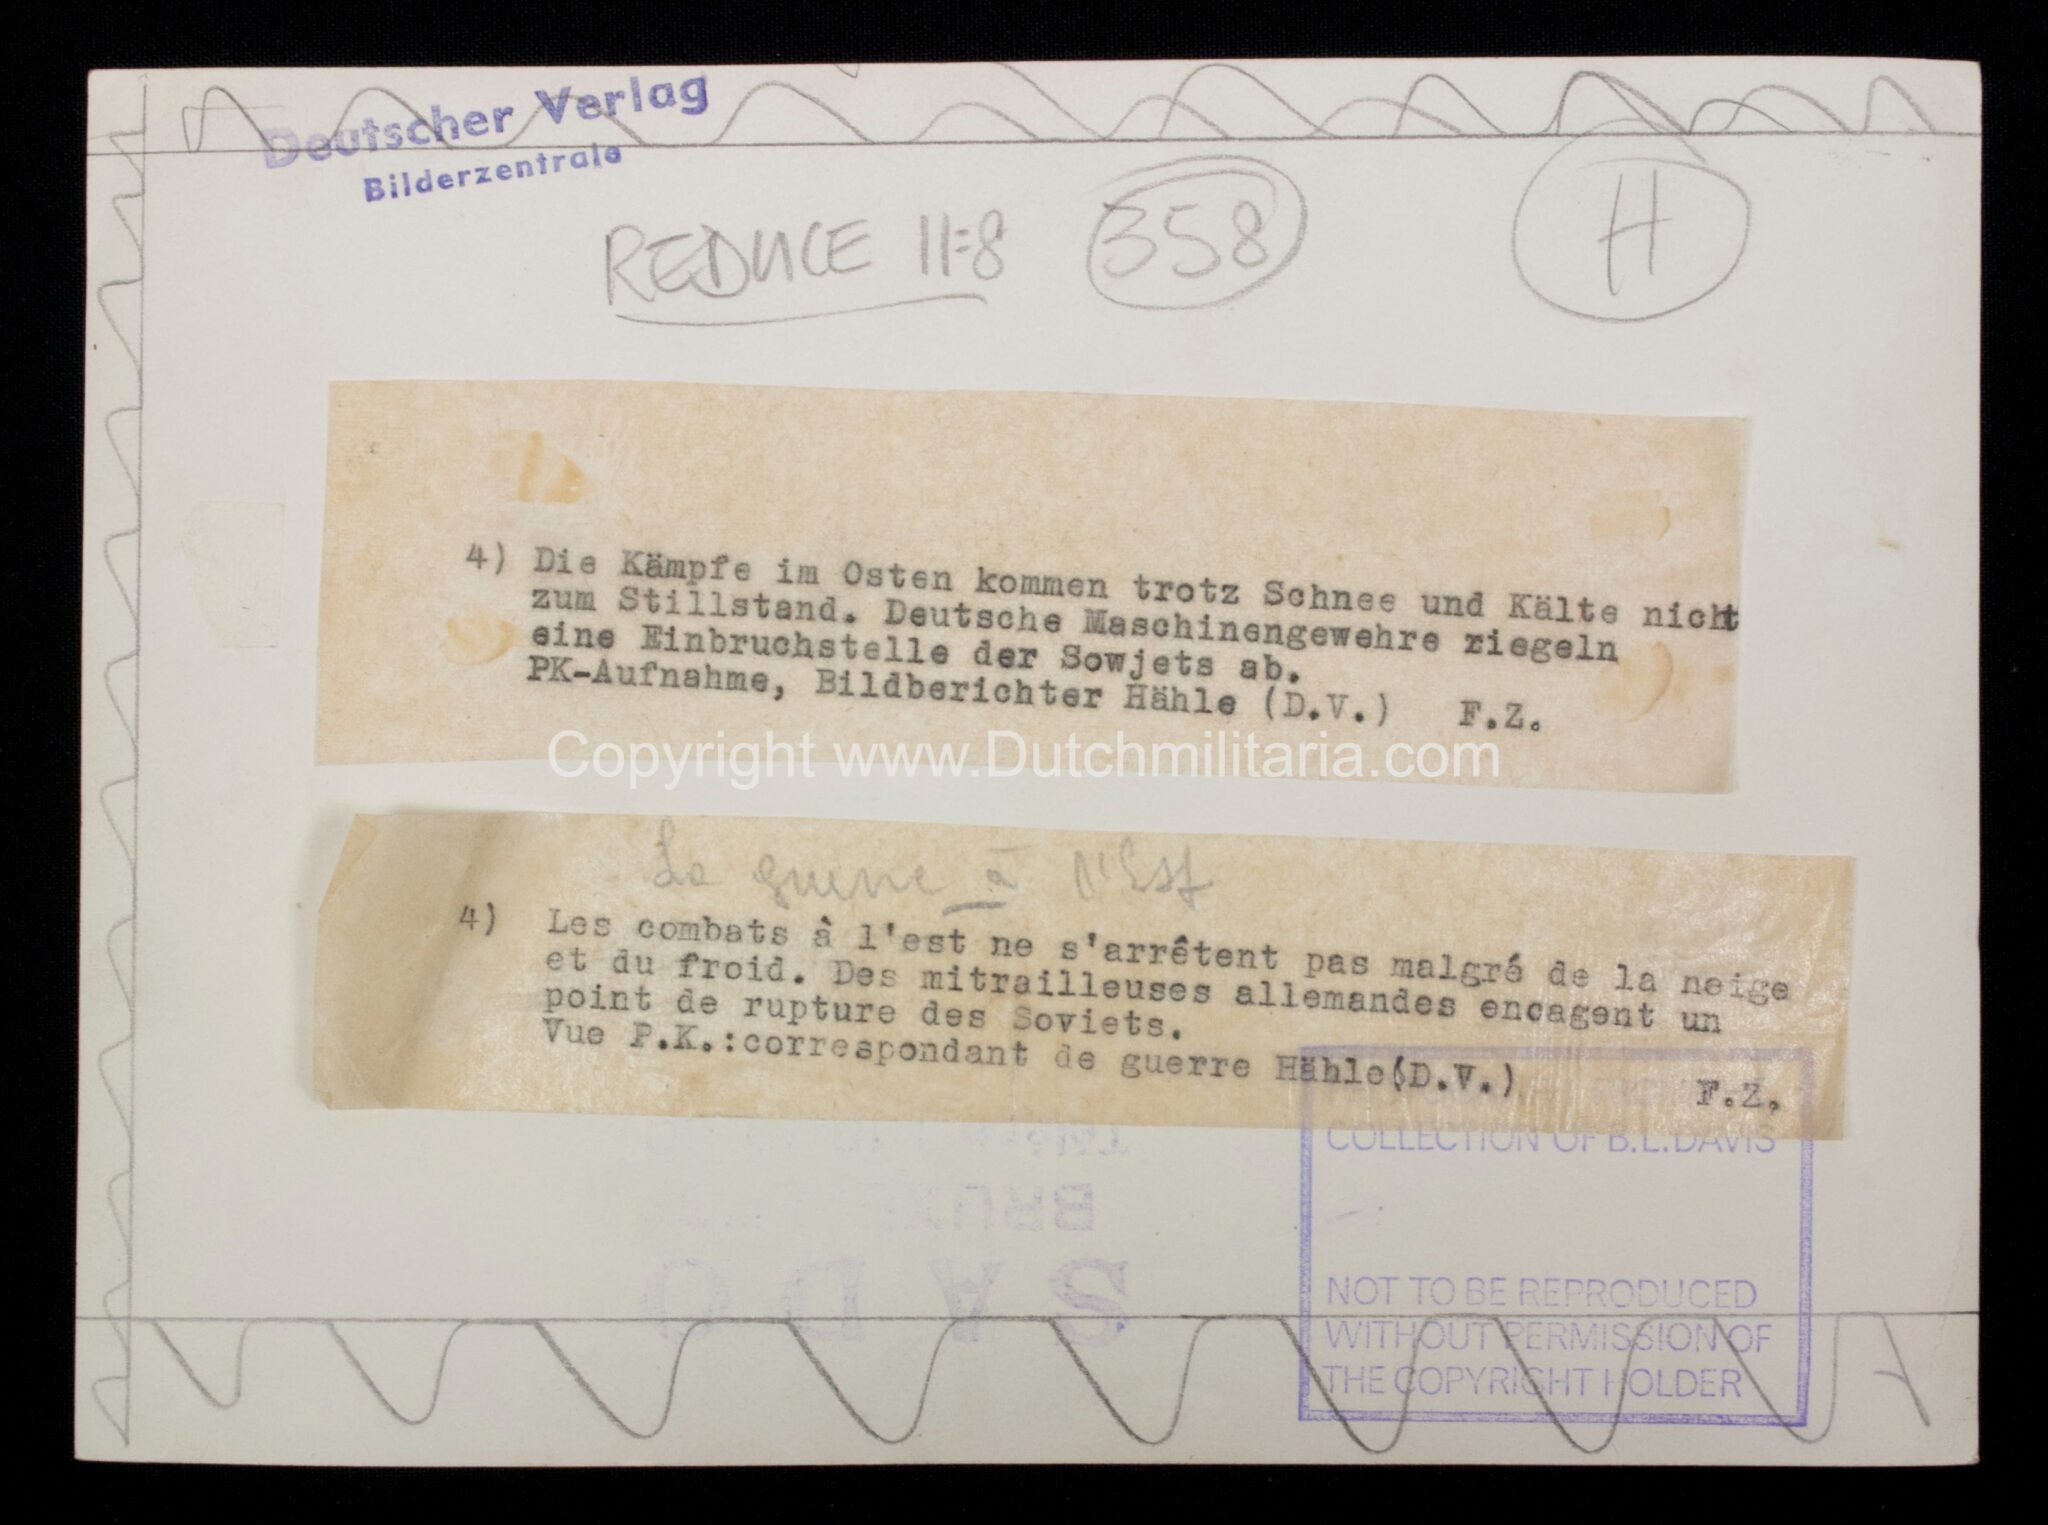 Deutscher Verlag
Bilderzentrale
REDUCE 11:8 358 H
4) Die Kämpfe im Osten kommen trotz Schnee und Kälte nicht
zum Stillstand. Deutsche Maschinengewehre riegeln
eine Einbruchstelle der Sowjets ab.
PK-Aufnahme, Bildberichter Hähle (D.V.) F.Z.
Copyright www.Dutchmilitaria.com
La guerre à l'Est
4) Les combats à l'est ne s'arrêtent pas malgré de la neige
et du froid. Des mitrailleuses allemandes encagent un
point de rupture des Soviets.
Vue P.K.:correspondant de guerre Hähle(D.V.)
F.Z.
COLLECTION OF B.L.DAVIS
NOT TO BE REPRODUCED
WITHOUT PERMISSION OF
THE COPYRIGHT HOLDER